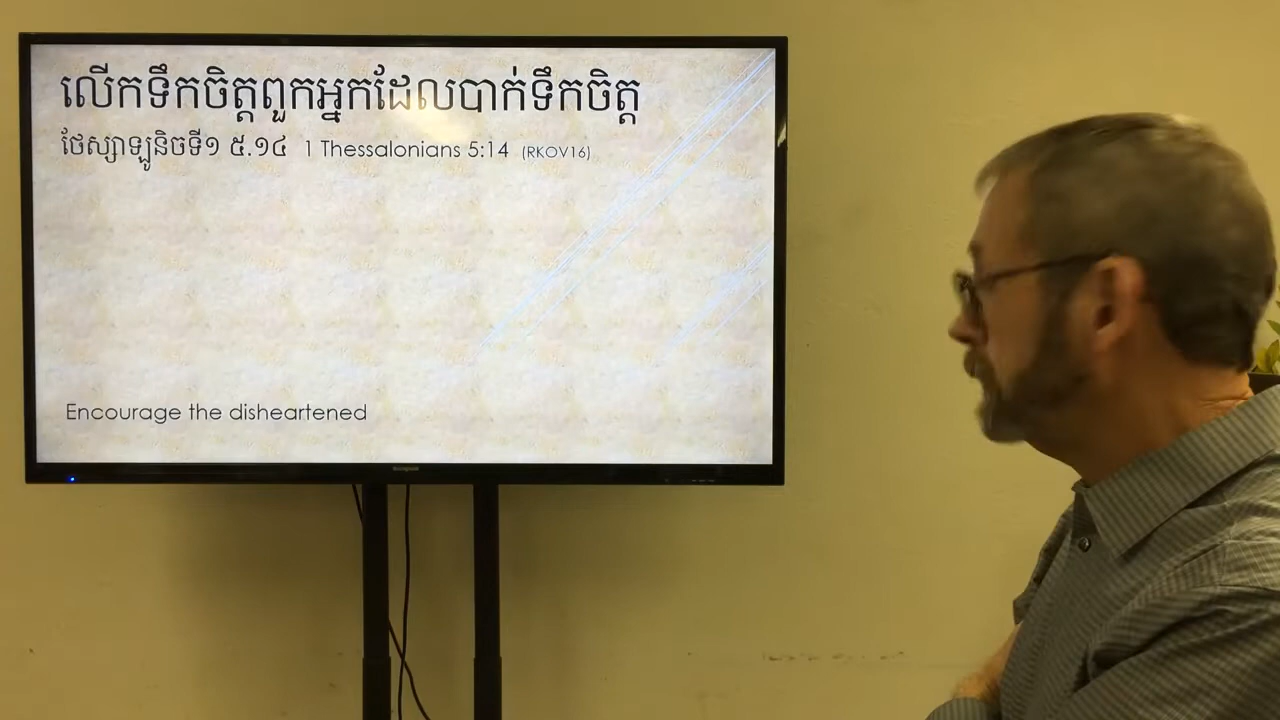 លើកទឹកចិត្តពួកអ្នកដែលបាក់ទឹកចិត្ត
ថែស្សាឡូនិចទី១ ៥.១៤ 1 Thessalonians 5:14 (RKOV16)
Encourage the disheartened